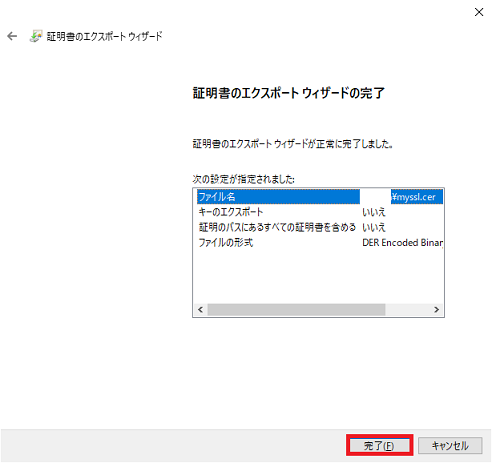 証明書のエクスポート ウィザード
証明書のエクスポート ウィザードの完了
証明書のエクスポート ウィザードが正常に完了しました。
次の設定が指定されました:
ファイル名 ¥myssl.cer
キーのエクスポート いいえ
証明のパスにあるすべての証明書を含める いいえ
ファイルの形式 DER Encoded Binary
完了(F) キャンセル